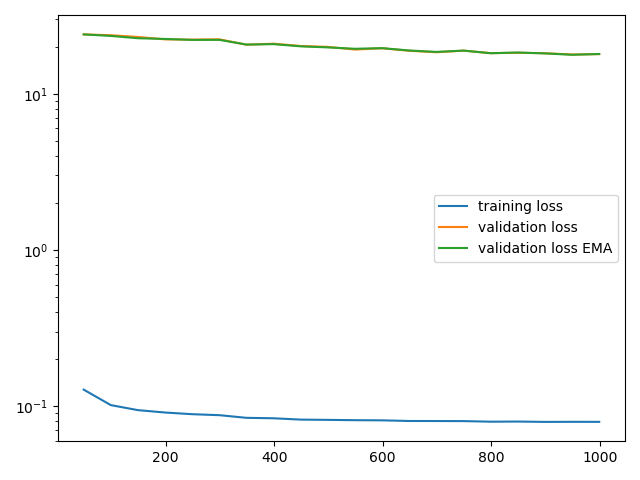 10¹
10⁰
10⁻¹
training loss
validation loss
validation loss EMA
200 400 600 800 1000